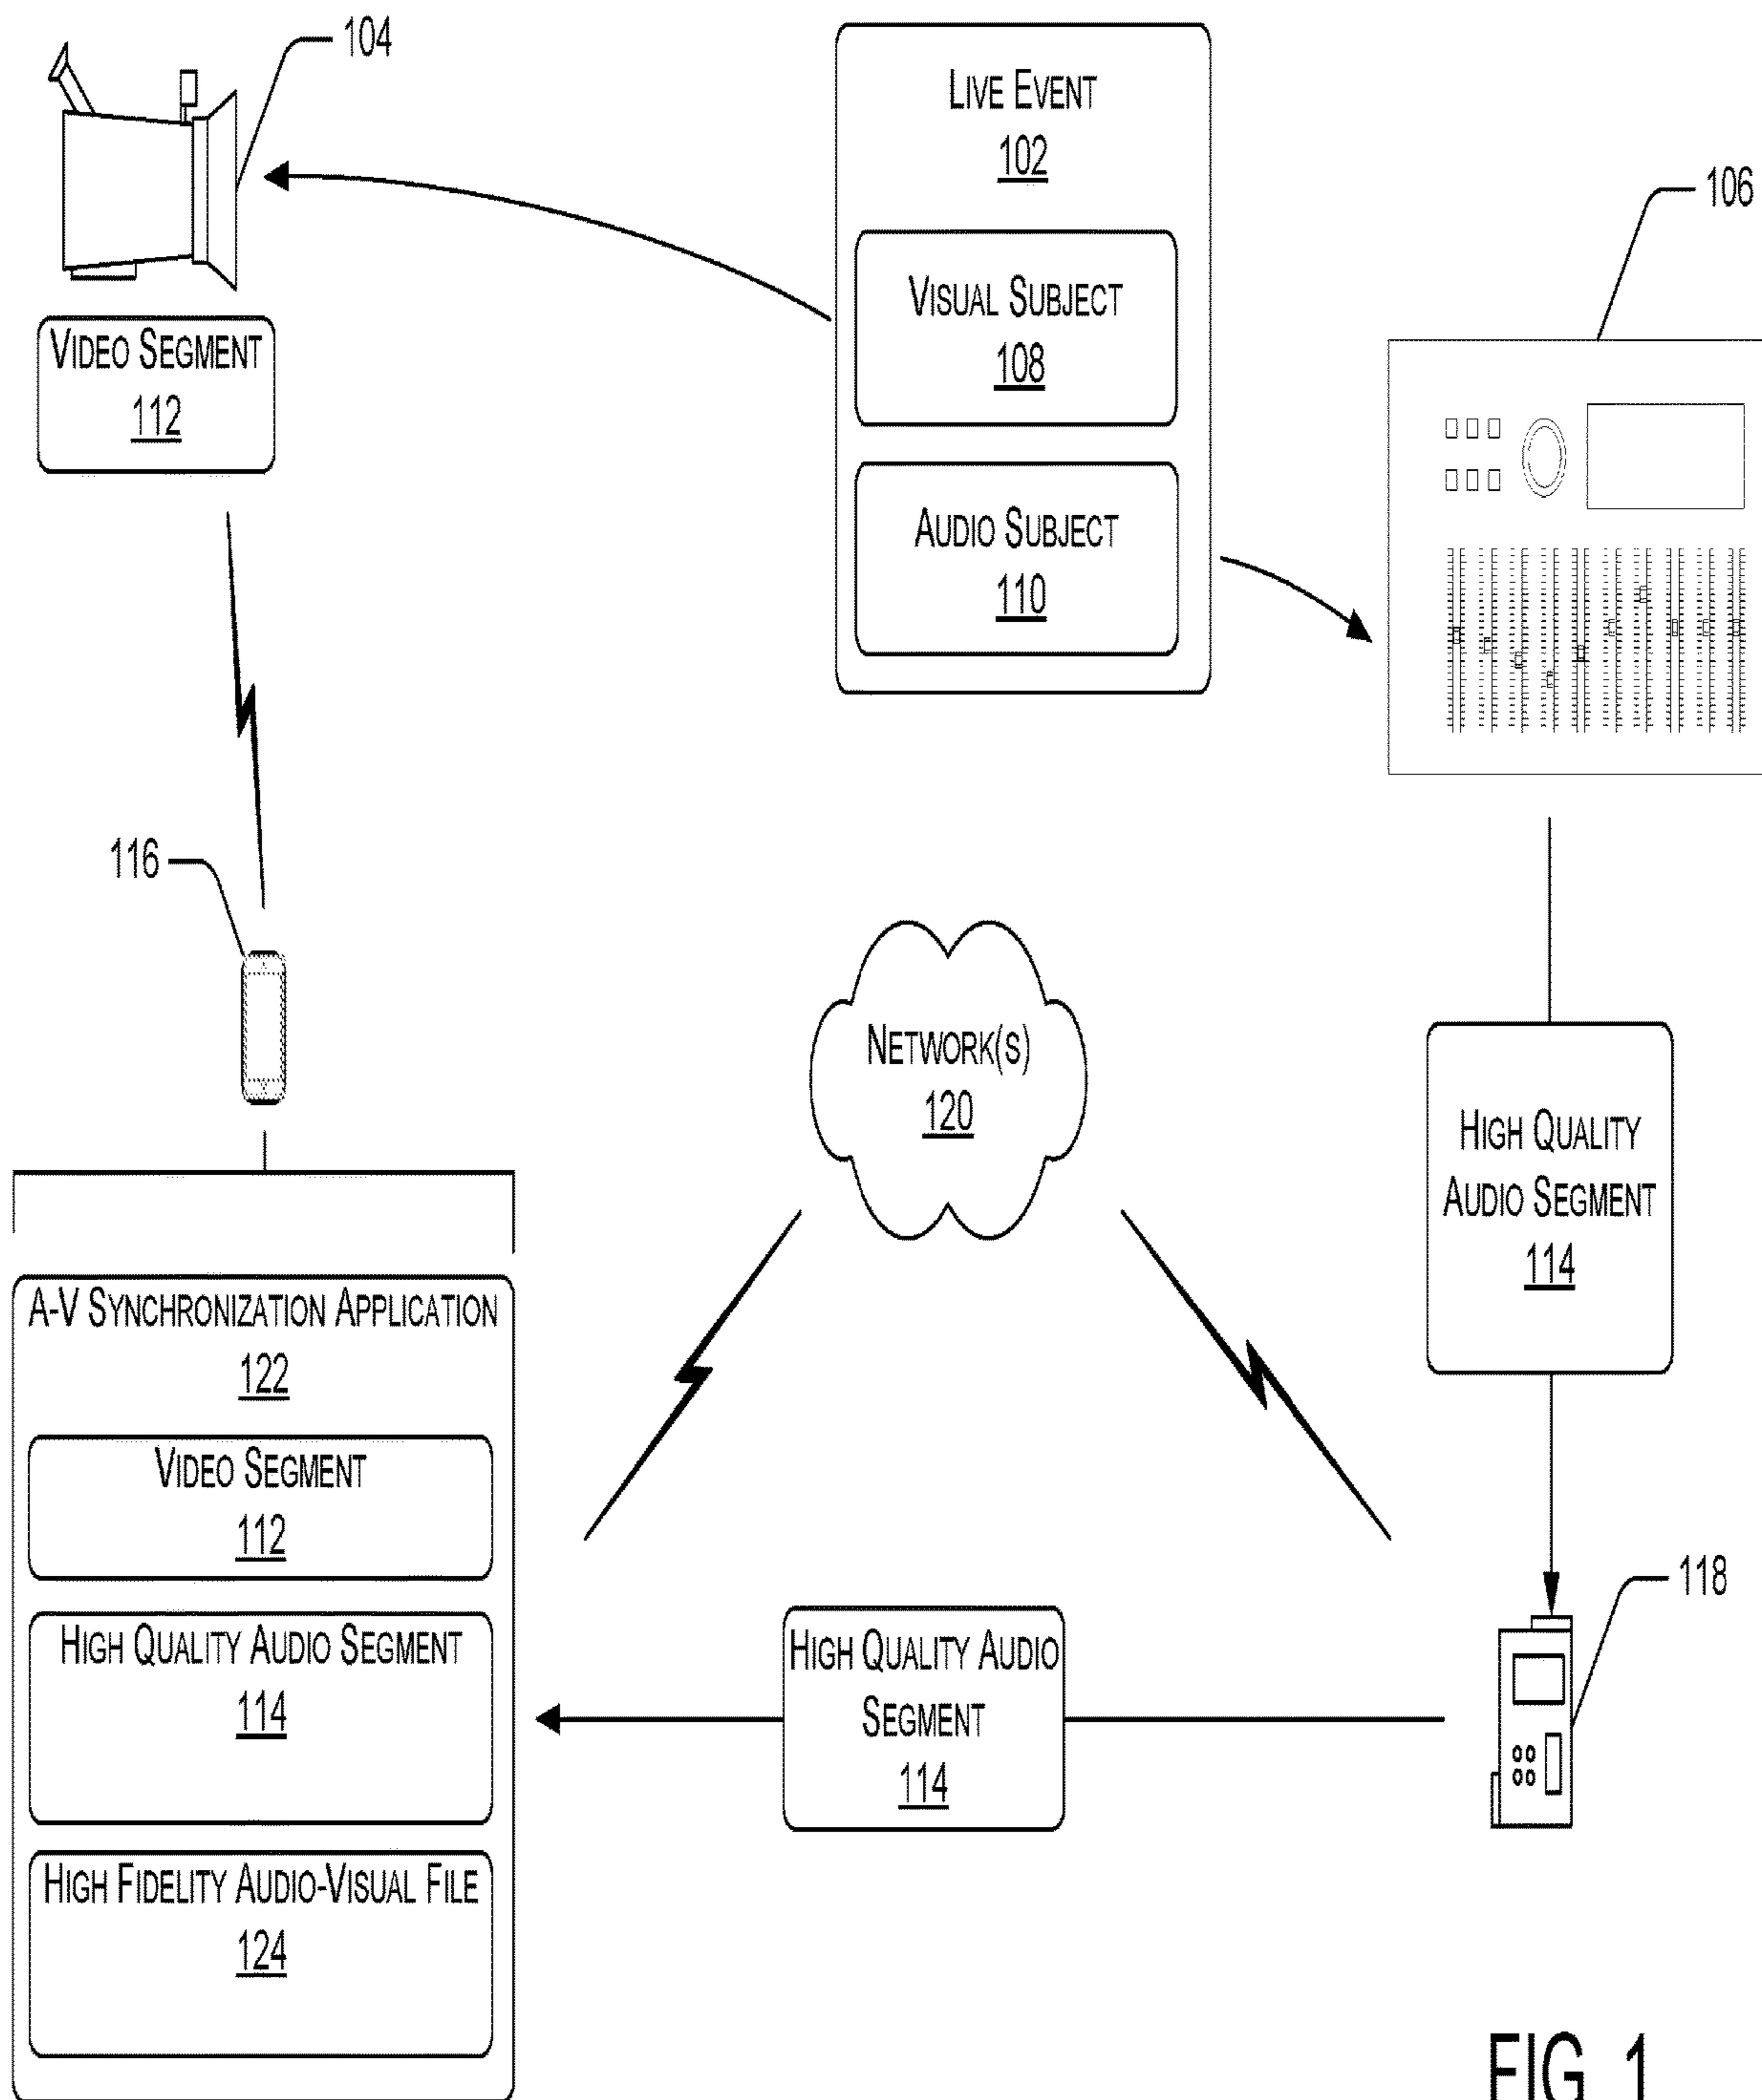 104
LIVE EVENT
102
VISUAL SUBJECT
108
AUDIO SUBJECT
110
106
VIDEO SEGMENT
112
116
NETWORK(S)
120
HIGH QUALITY
AUDIO SEGMENT
114
A-V SYNCHRONIZATION APPLICATION
122
VIDEO SEGMENT
112
HIGH QUALITY AUDIO SEGMENT
114
HIGH FIDELITY AUDIO-VISUAL FILE
124
HIGH QUALITY AUDIO
SEGMENT
114
118
FIG. 1